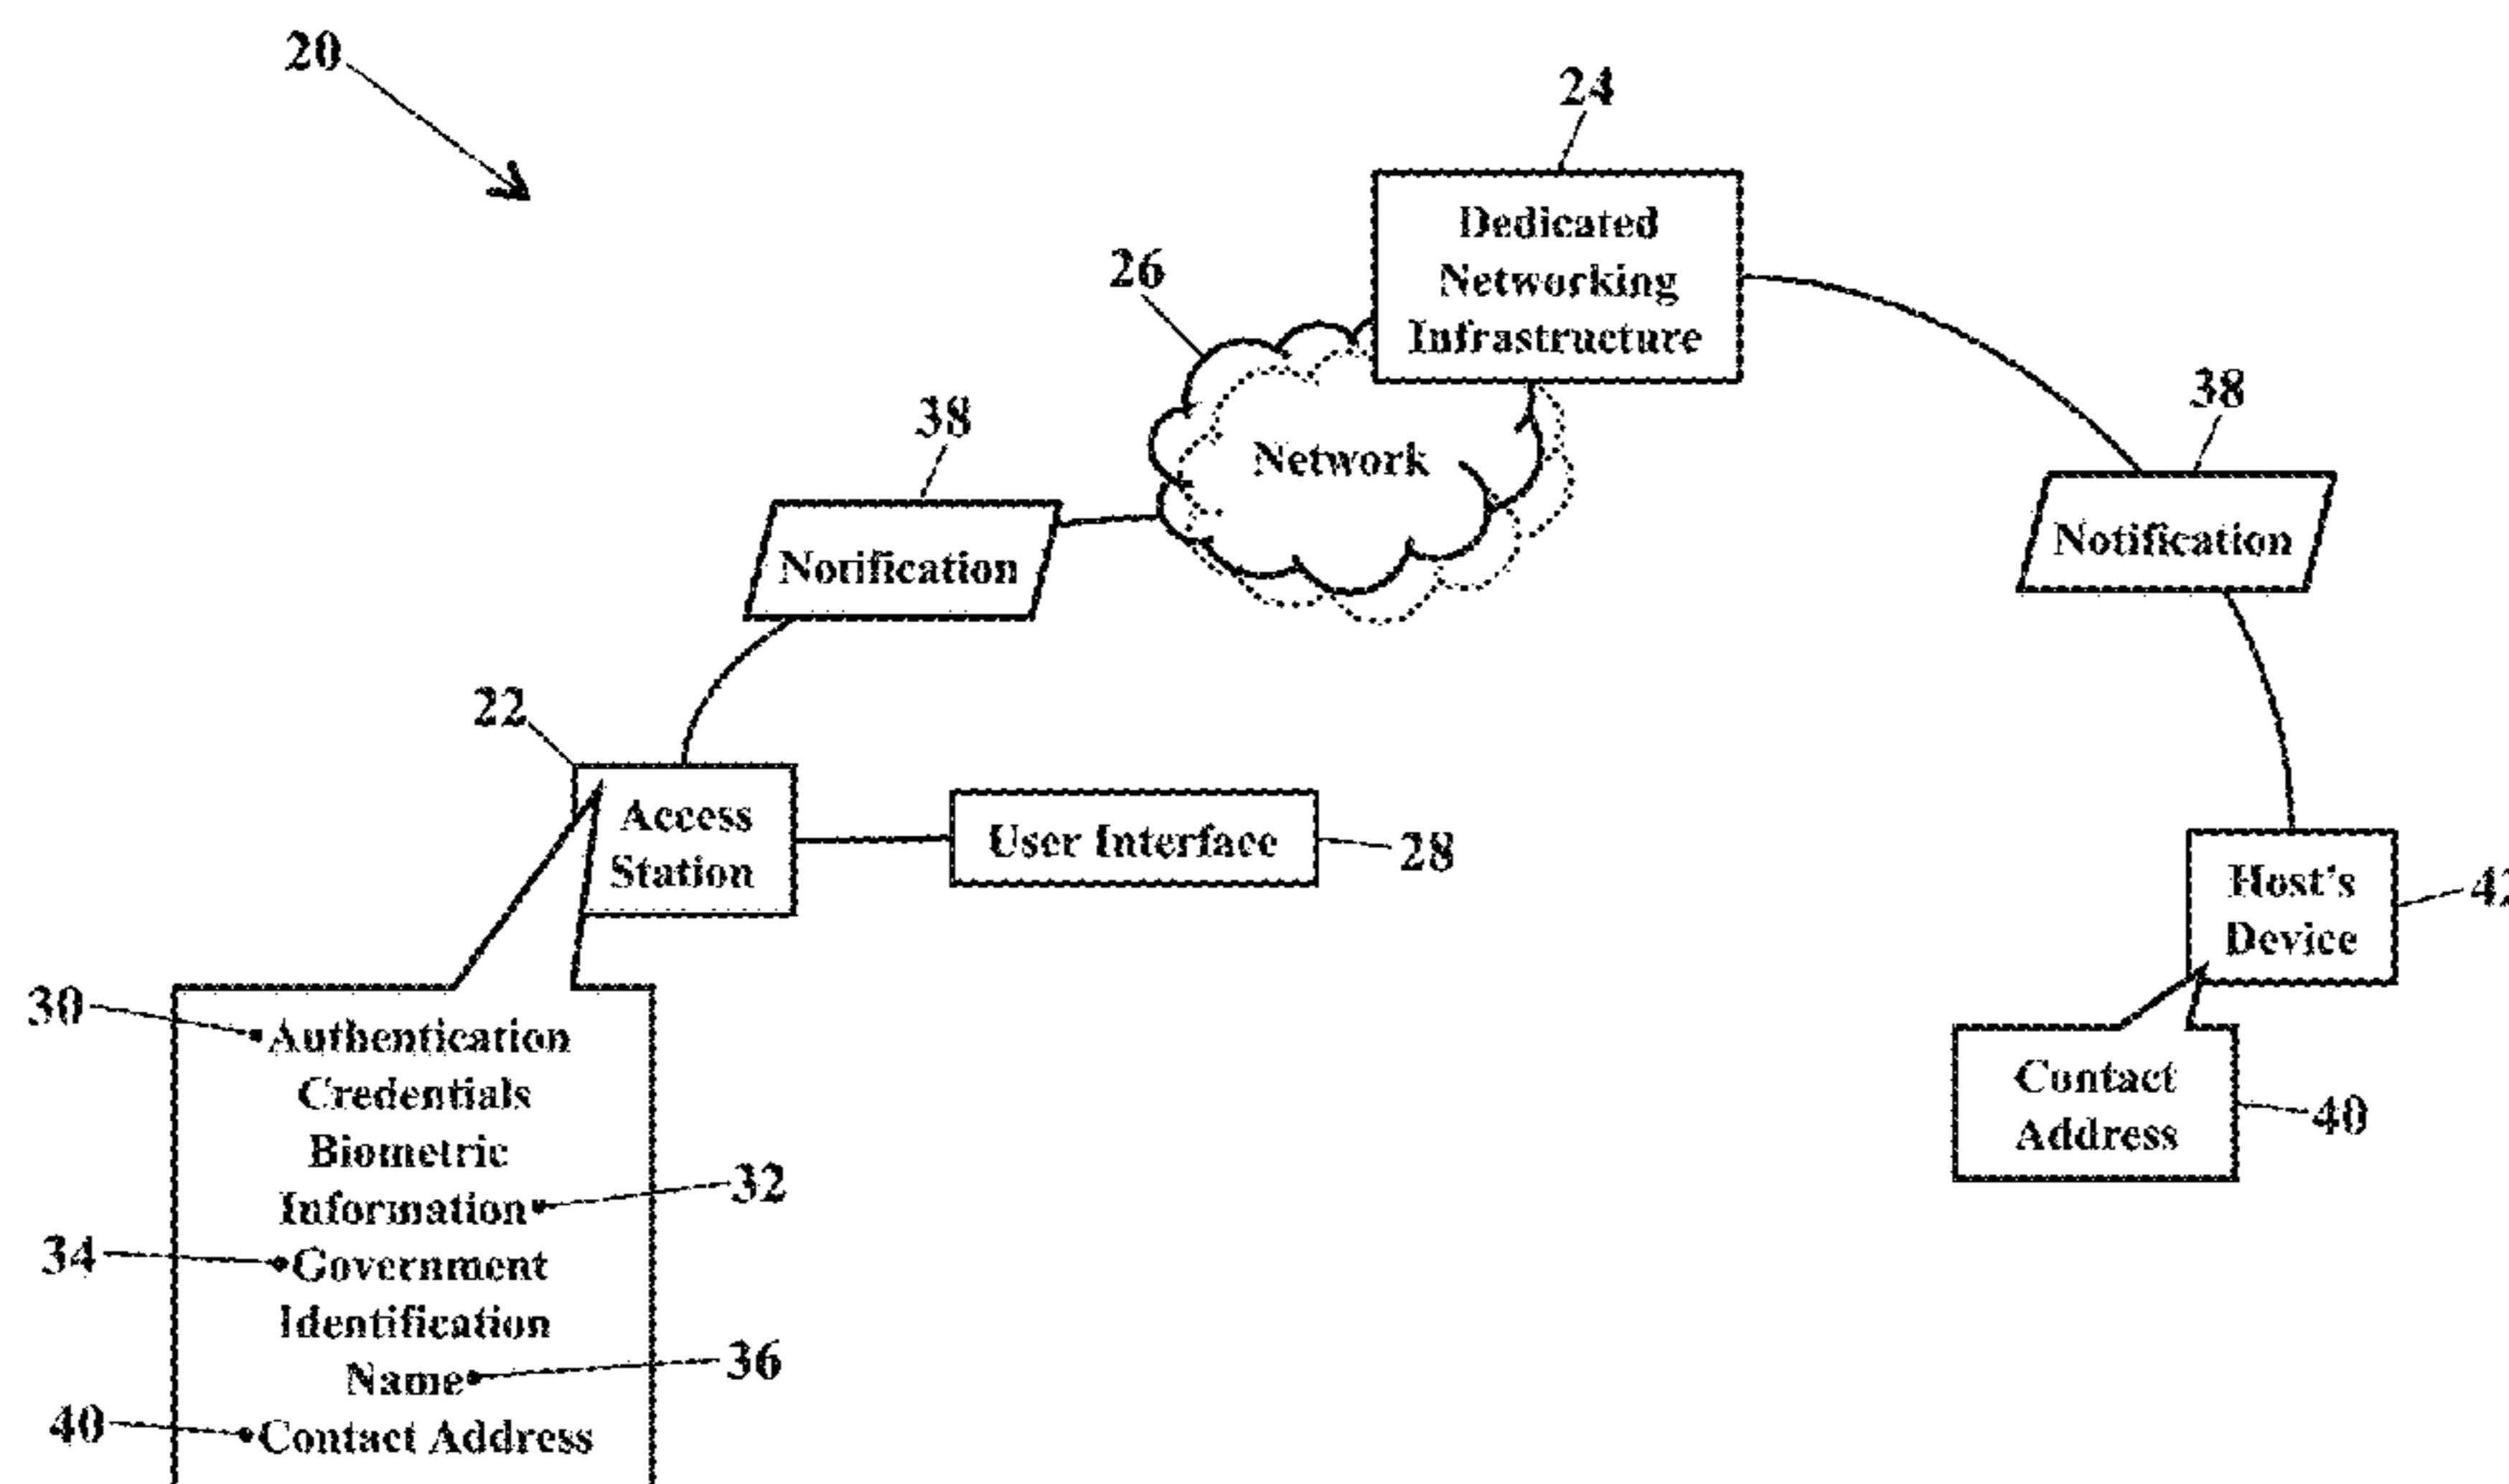 20
24
Dedicated
Networking
Infrastructure
26
38
38
Network
Notification
Notification
22
Access
Station
User Interface
28
Host's
Device
42
30
Authentication
Credentials
Biometric
Information
32
34
Government
Identification
Name
36
40
Contact Address
Contact
Address
40